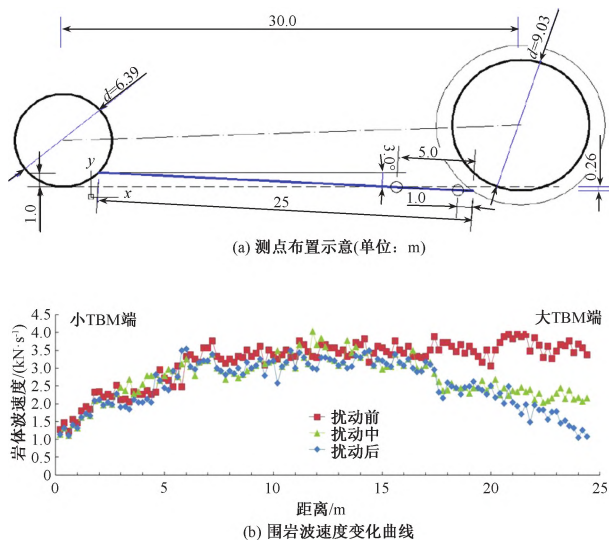 30.0
d=6.39
d=9.03
y
3.0°
5.0
0.26
1.0
x
25
1.0
(a) 测点布置示意(单位：m)
4.5
小TBM端
大TBM端
4.0
3.5
3.0
2.5
2.0
1.5
1.0
0.5
0
岩体波速度/(kN·s⁻¹)
扰动前
扰动中
扰动后
0 5 10 15 20 25
距离/m
(b) 围岩波速度变化曲线